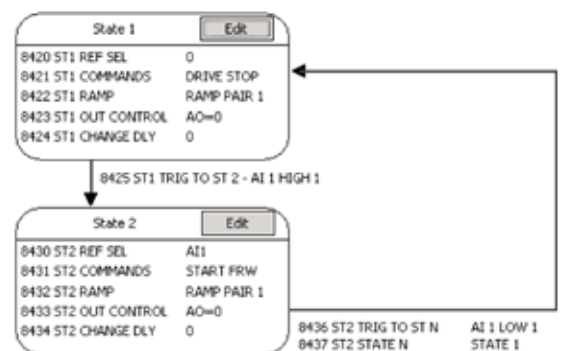 State 1 Edit
8420 ST1 REF SEL 0
8421 ST1 COMMANDS DRIVE STOP
8422 ST1 RAMP RAMP PAIR 1
8423 ST1 OUT CONTROL AO=0
8424 ST1 CHANGE DLY 0
8425 ST1 TRIG TO ST 2 - AI 1 HIGH 1
State 2 Edit
8430 ST2 REF SEL AI1
8431 ST2 COMMANDS START FRW
8432 ST2 RAMP RAMP PAIR 1
8433 ST2 OUT CONTROL AO=0
8434 ST2 CHANGE DLY 0
8436 ST2 TRIG TO ST N AI 1 LOW 1
8437 ST2 STATE N STATE 1